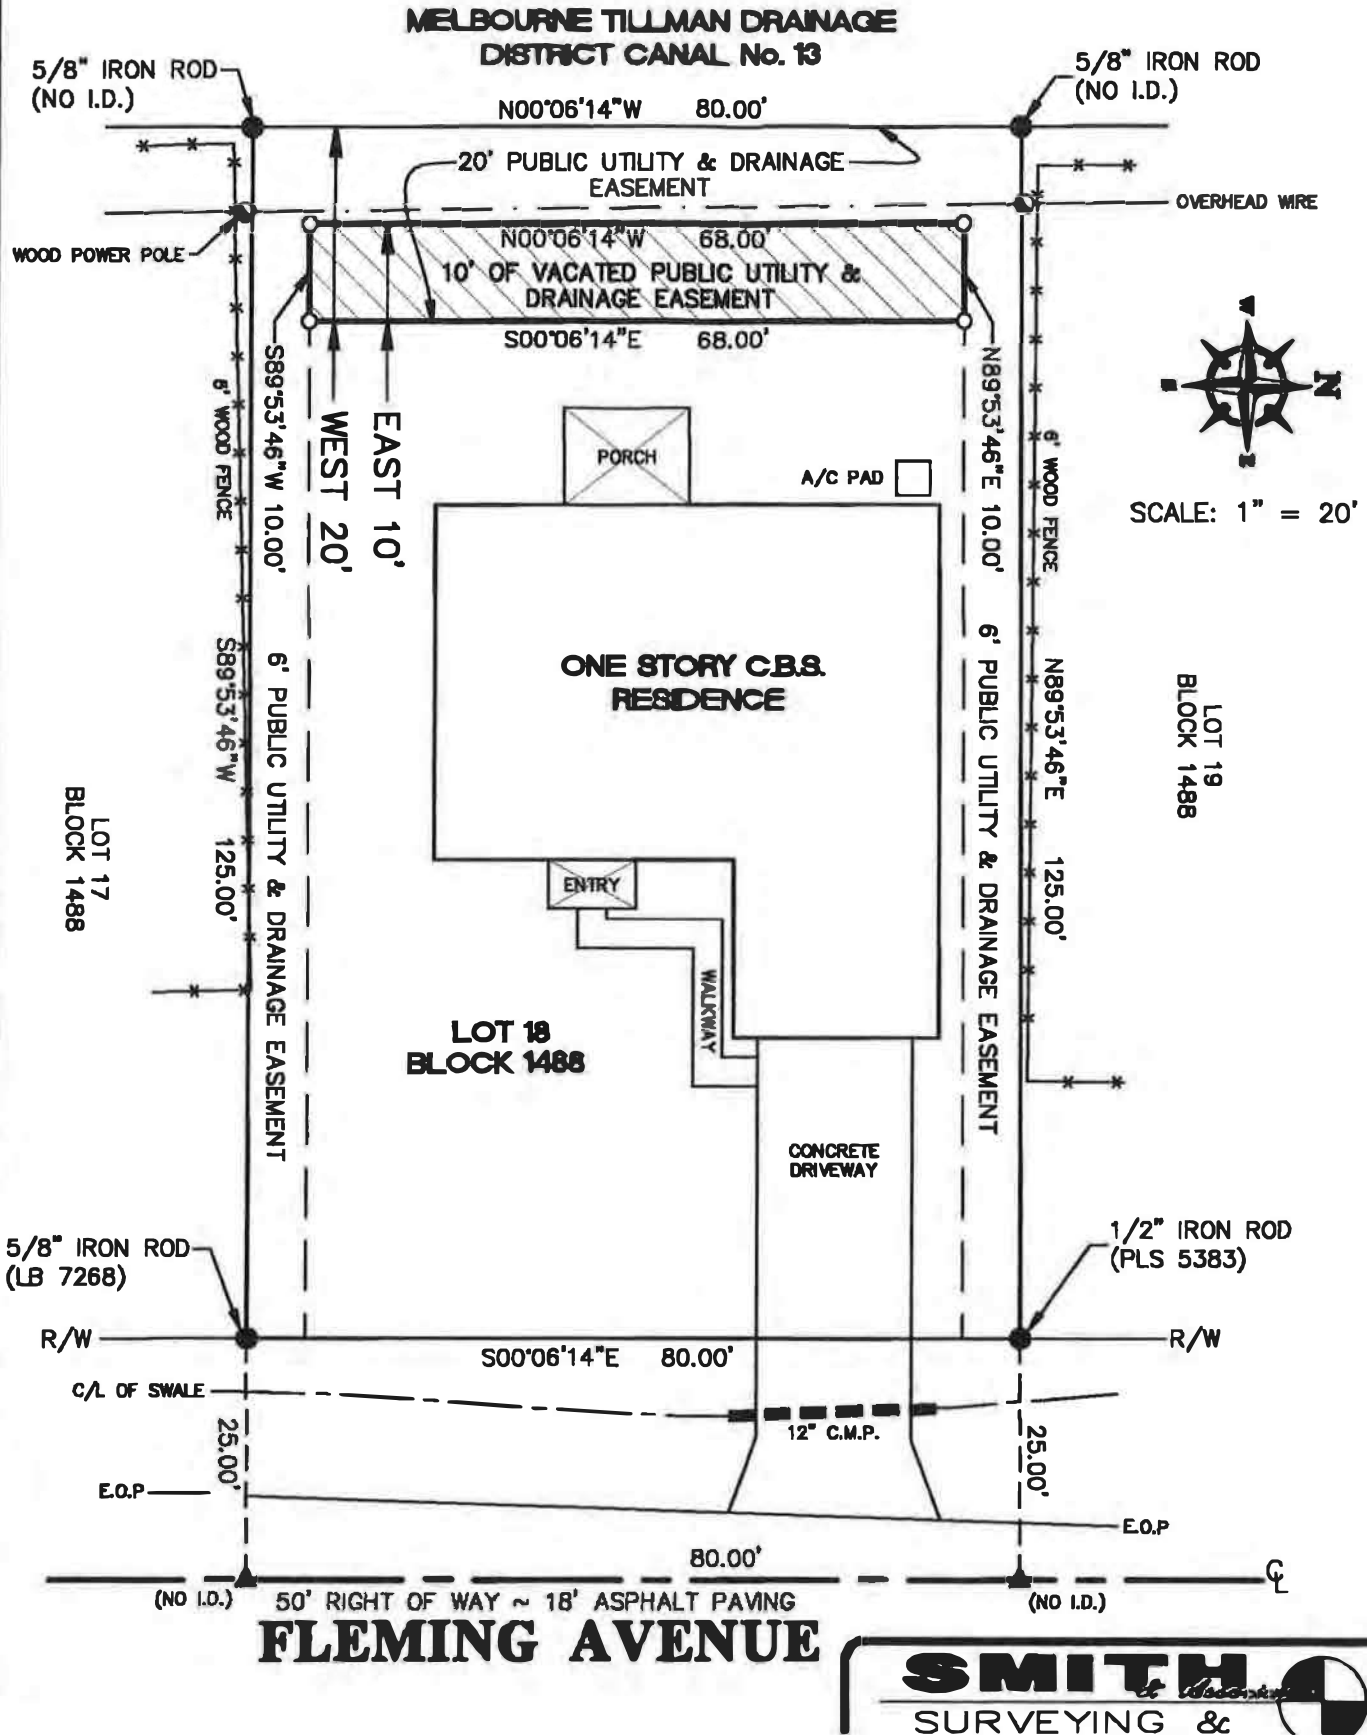 MELBOURNE TILLMAN DRAINAGE
DISTRICT CANAL No. 13
5/8" IRON ROD
(NO I.D.)
5/8" IRON ROD
(NO I.D.)
N00°06'14"W 80.00'
20' PUBLIC UTILITY & DRAINAGE
EASEMENT
OVERHEAD WIRE
WOOD POWER POLE
N00°06'14"W 68.00'
10' OF VACATED PUBLIC UTILITY &
DRAINAGE EASEMENT
S00°06'14"E 68.00'
S89°53'46"W 10.00'
WEST 20'
EAST 10'
N89°53'46"E 10.00'
6' WOOD FENCE
6' WOOD FENCE
W
N
SCALE: 1" = 20'
PORCH
A/C PAD
ONE STORY C.B.S.
RESIDENCE
S89°53'46"W 125.00'
6' PUBLIC UTILITY & DRAINAGE EASEMENT
6' PUBLIC UTILITY & DRAINAGE EASEMENT
N89°53'46"E 125.00'
LOT 19
BLOCK 1488
LOT 17
BLOCK 1488
ENTRY
WALKWAY
LOT 18
BLOCK 1488
CONCRETE
DRIVEWAY
5/8" IRON ROD
(LB 7268)
1/2" IRON ROD
(PLS 5383)
R/W
R/W
S00°06'14"E 80.00'
C/L OF SWALE
12" C.M.P.
25.00'
25.00'
E.O.P
E.O.P
80.00'
(NO I.D.)
50' RIGHT OF WAY ~ 18' ASPHALT PAVING
(NO I.D.)
FLEMING AVENUE
SMITH
SURVEYING &